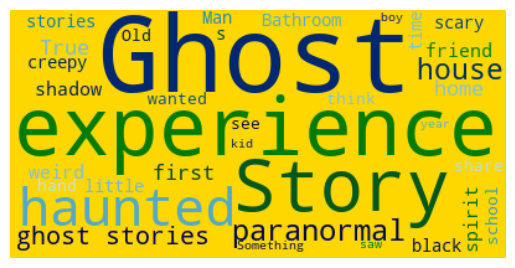 stories Man Bathroom boy scary
True Old s Ghost time friend
creepy house
shadow wanted think home
experience
see year
kid
weird first share
hand little Story
haunted spirit school
ghost stories paranormal black
Something saw